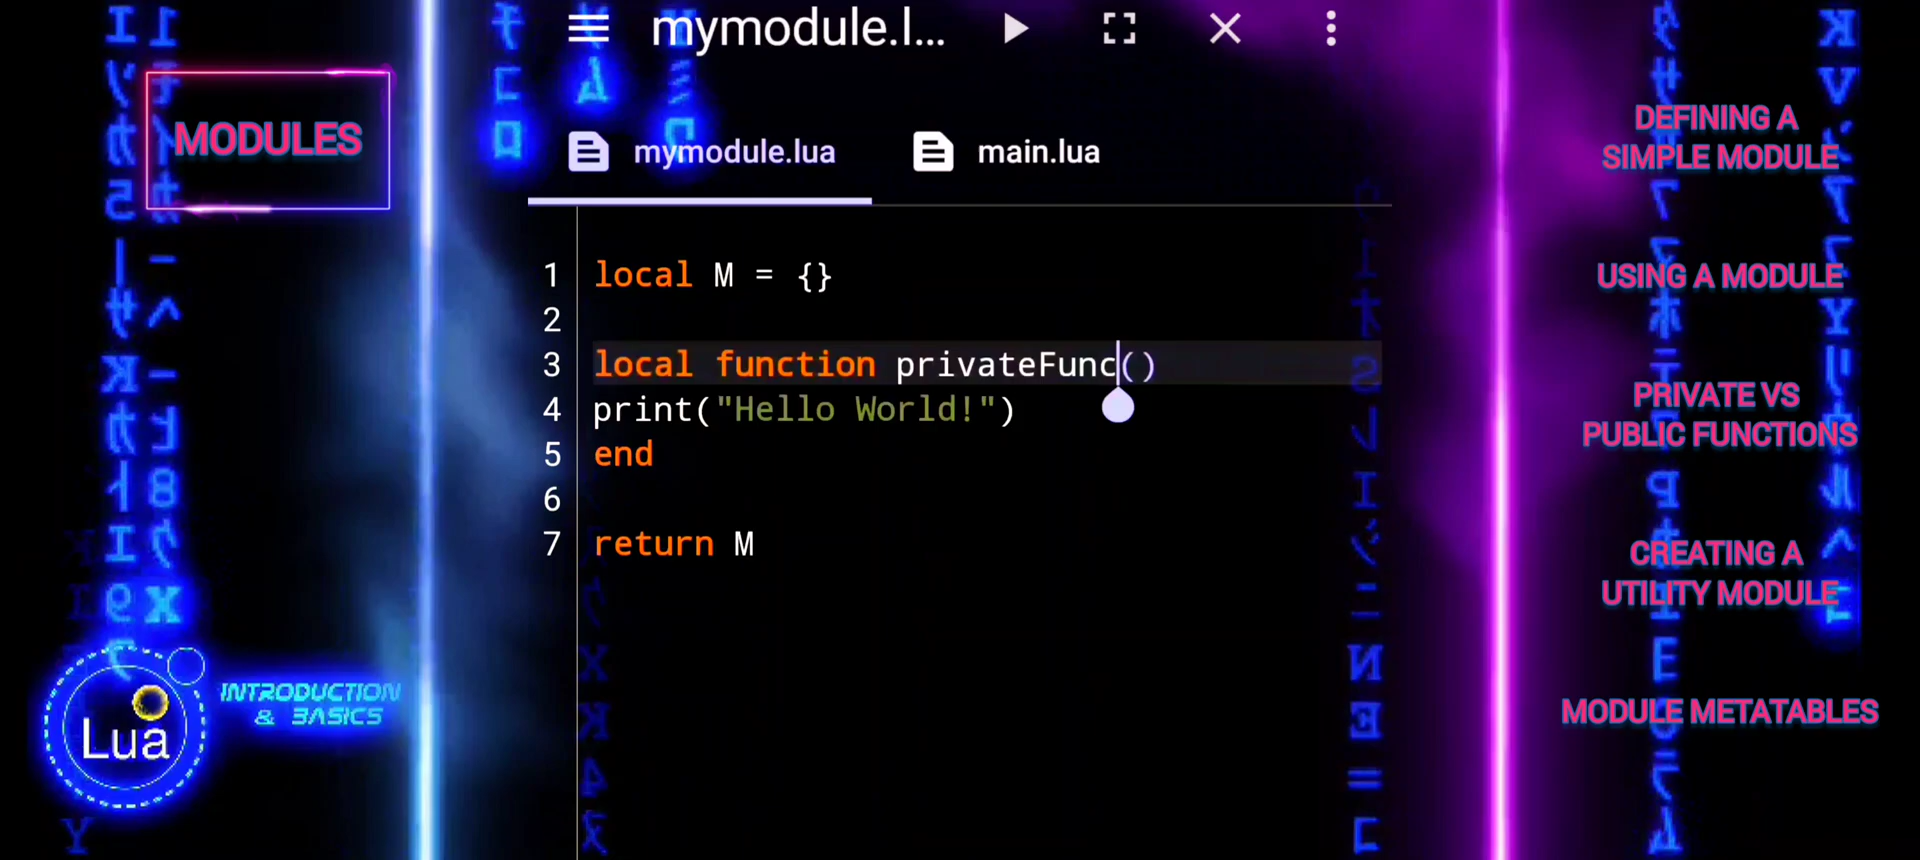 MODULES
mymodule.l...
mymodule.lua
main.lua
1 local M = {}
2
3 local function privateFunc()
4 print("Hello World!")
5 end
6
7 return M
DEFINING A
SIMPLE MODULE
USING A MODULE
PRIVATE VS
PUBLIC FUNCTIONS
CREATING A
UTILITY MODULE
MODULE METATABLES
Lua
INTRODUCTION
& BASICS